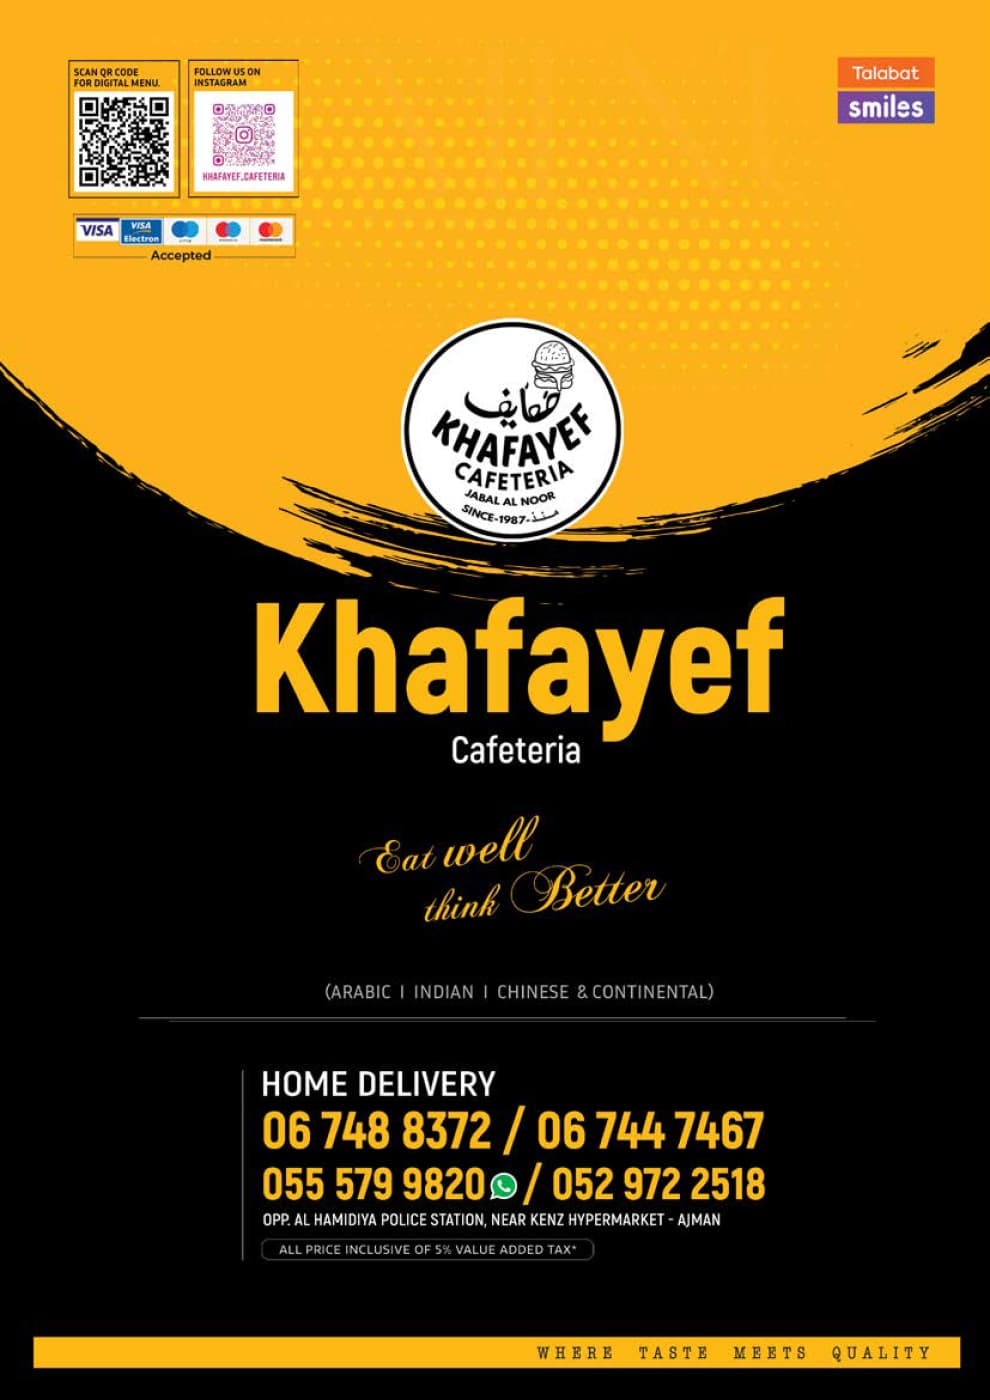 SCAN QR CODE
FOR DIGITAL MENU.
FOLLOW US ON
INSTAGRAM
KHAFAYEF_CAFETERIA
Talabat
smiles
VISA
VISA
Electron
Accepted
خفايف
KHAFAYEF
CAFETERIA
JABAL AL NOOR
SINCE-1987-منذ
Khafayef
Cafeteria
Eat well
think Better
(ARABIC I INDIAN I CHINESE & CONTINENTAL)
HOME DELIVERY
06 748 8372 / 06 744 7467
055 579 9820 / 052 972 2518
OPP. AL HAMIDIYA POLICE STATION, NEAR KENZ HYPERMARKET - AJMAN
ALL PRICE INCLUSIVE OF 5% VALUE ADDED TAX*
WHERE TASTE MEETS QUALITY